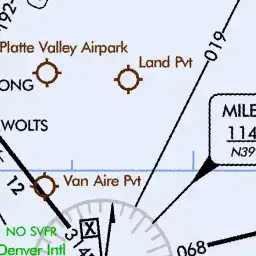 192
Platte Valley Airpark
Land Pvt
019
ONG
MILE
114
N39
WOLTS
12
Van Aire Pvt
NO SVFR
Denver Intl
X
068